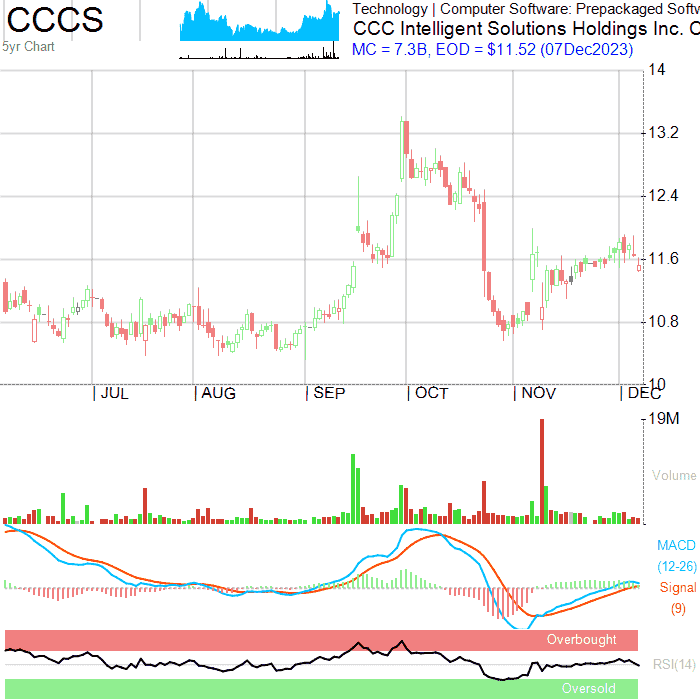 CCCS
5yr Chart
Technology | Computer Software: Prepackaged Softw
CCC Intelligent Solutions Holdings Inc. C
MC = 7.3B, EOD = $11.52 (07Dec2023)
14
13.2
12.4
11.6
10.8
10
| JUL | AUG | SEP | OCT | NOV | DEC
19M
Volume
MACD
(12-26)
Signal
(9)
Overbought
RSI(14)
Oversold